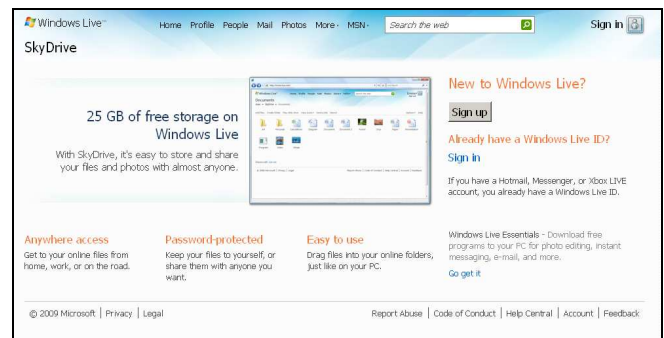 Windows Live™ Home Profile People Mail Photos More MSN Search the web Sign in
SkyDrive
25 GB of
free storage on
Windows Live
With SkyDrive, it's easy to store and share
your files and photos with almost anyone.
Documents
New to Windows Live?
Sign up
Already have a Windows Live ID?
Sign in
If you have a Hotmail, Messenger, or Xbox LIVE
account, you already have a Windows Live ID.
Anywhere access
Get to your online files from
home, work, or on the road.
Password-protected
Keep your files to yourself, or
share them with anyone you
want.
Easy to use
Drag files into your online folders,
just like on your PC.
Windows Live Essentials - Download free
programs to your PC for photo editing, instant
messaging, e-mail, and more.
Go get it
© 2009 Microsoft | Privacy | Legal Report Abuse | Code of Conduct | Help Central | Account | Feedback